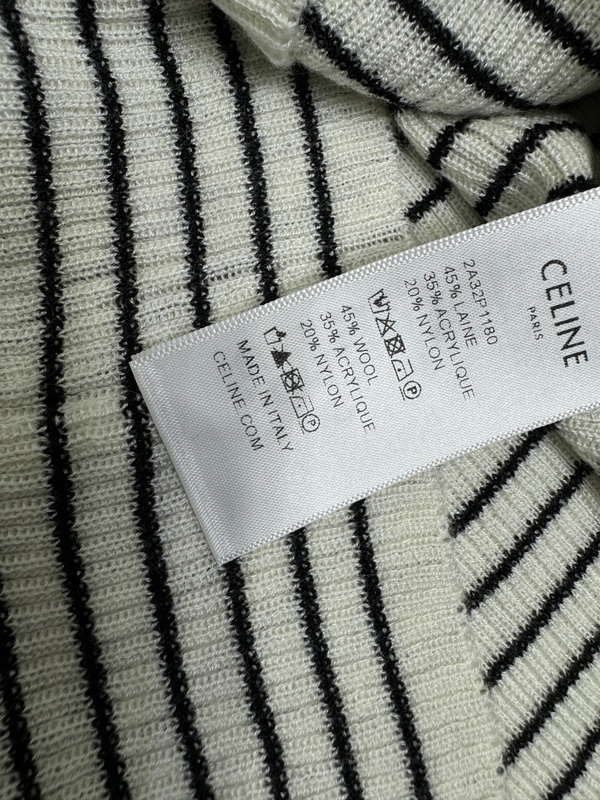 CELINE
PARIS
2A32P1180
45% LAINE
35% ACRYLIQUE
20% NYLON
P
45% WOOL
35% ACRYLIQUE
20% NYLON
P
MADE IN ITALY
CELINE.COM